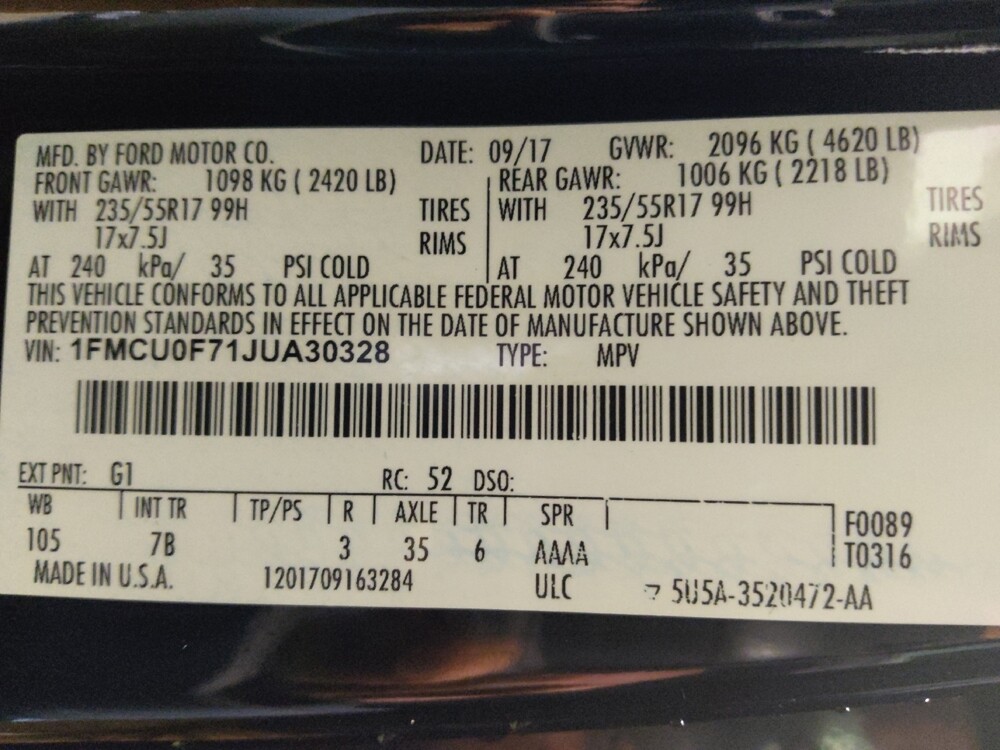 MFD. BY FORD MOTOR CO. DATE: 09/17 GVWR: 2096 KG ( 4620 LB)
FRONT GAWR: 1098 KG ( 2420 LB) REAR GAWR: 1006 KG ( 2218 LB)
WITH 235/55R17 99H TIRES WITH 235/55R17 99H TIRES
17x7.5J RIMS 17x7.5J RIMS
AT 240 kPa/ 35 PSI COLD AT 240 kPa/ 35 PSI COLD
THIS VEHICLE CONFORMS TO ALL APPLICABLE FEDERAL MOTOR VEHICLE SAFETY AND THEFT
PREVENTION STANDARDS IN EFFECT ON THE DATE OF MANUFACTURE SHOWN ABOVE.
VIN: 1FMCU0F71JUA30328 TYPE: MPV
EXT PNT: G1 RC: 52 DSO:
WB INT TR TP/PS R AXLE TR SPR F0089
105 7B 3 35 6 AAAA T0316
MADE IN U.S.A. 1201709163284 ULC 5U5A-3520472-AA